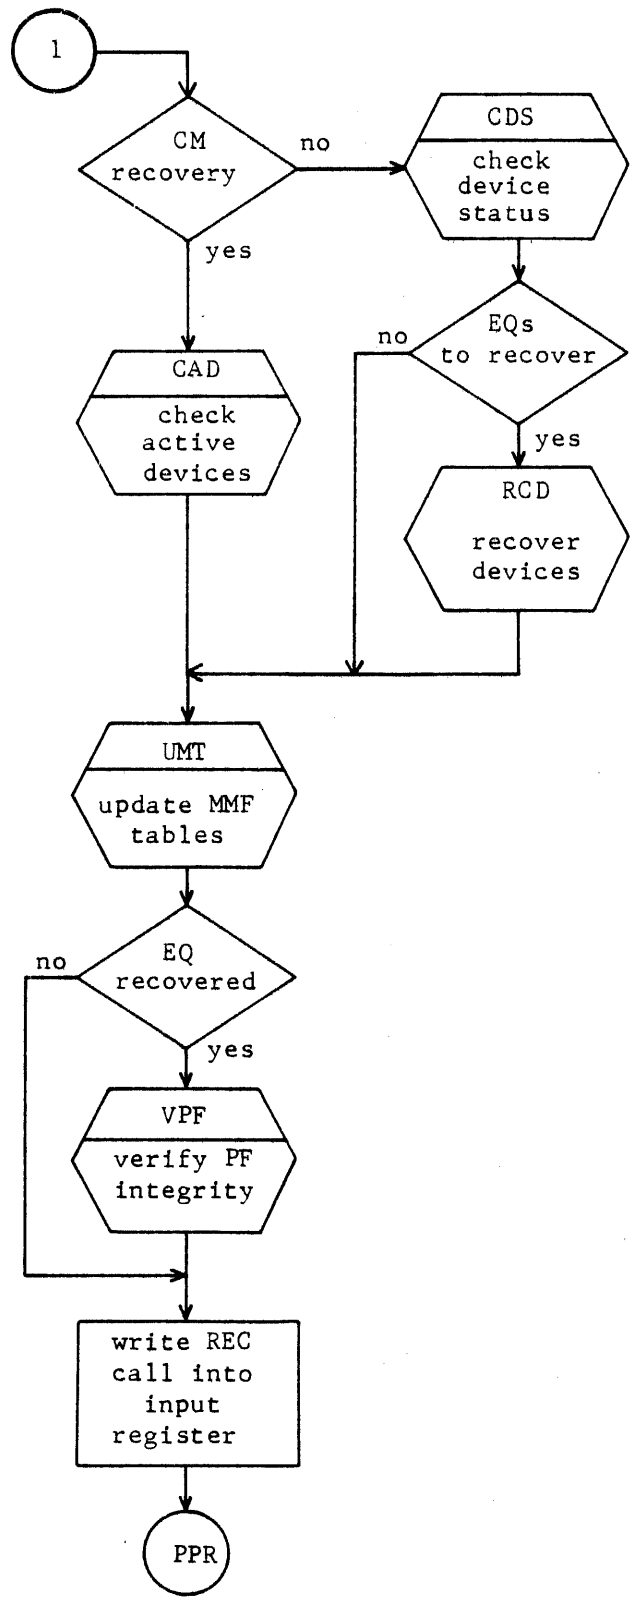 1
CM
recovery
no
yes
CDS
check
device
status
EQs
to recover
no
yes
CAD
check
active
devices
RCD
recover
devices
UMT
update MMF
tables
EQ
recovered
no
yes
VPF
verify PF
integrity
write REC
call into
input
register
PPR